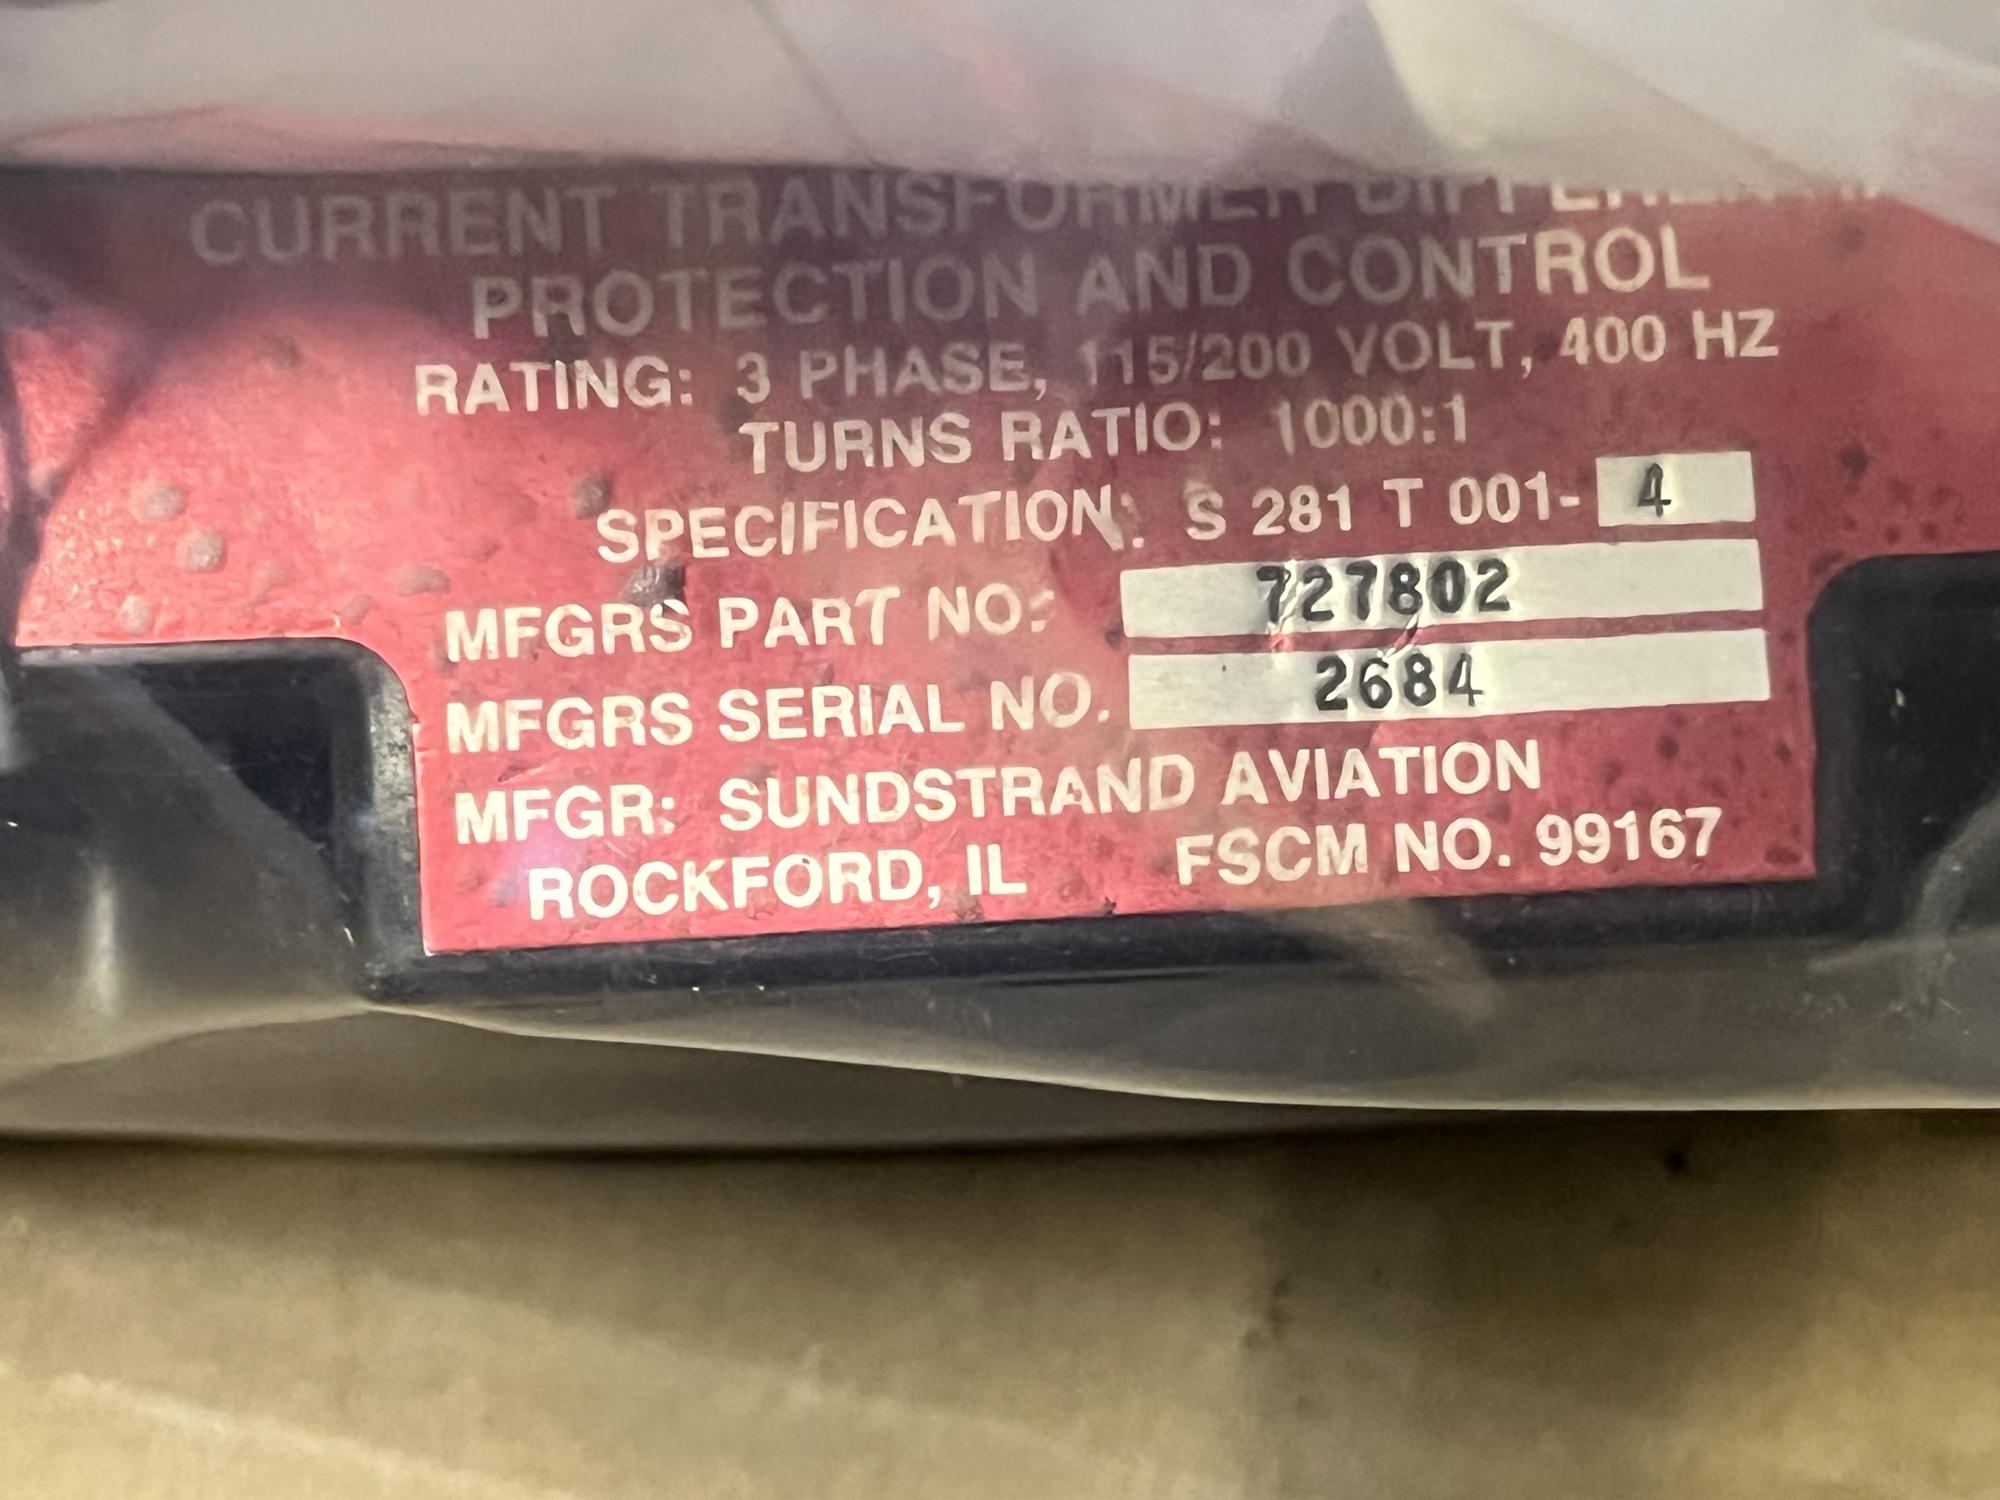 CURRENT TRANSFORMER DIFFERENTIAL
PROTECTION AND CONTROL
RATING: 3 PHASE, 115/200 VOLT, 400 HZ
TURNS RATIO: 1000:1
SPECIFICATION: S 281 T 001- 4
MFGRS PART NO: 727802
MFGRS SERIAL NO. 2684
MFGR: SUNDSTRAND AVIATION
ROCKFORD, IL FSCM NO. 99167